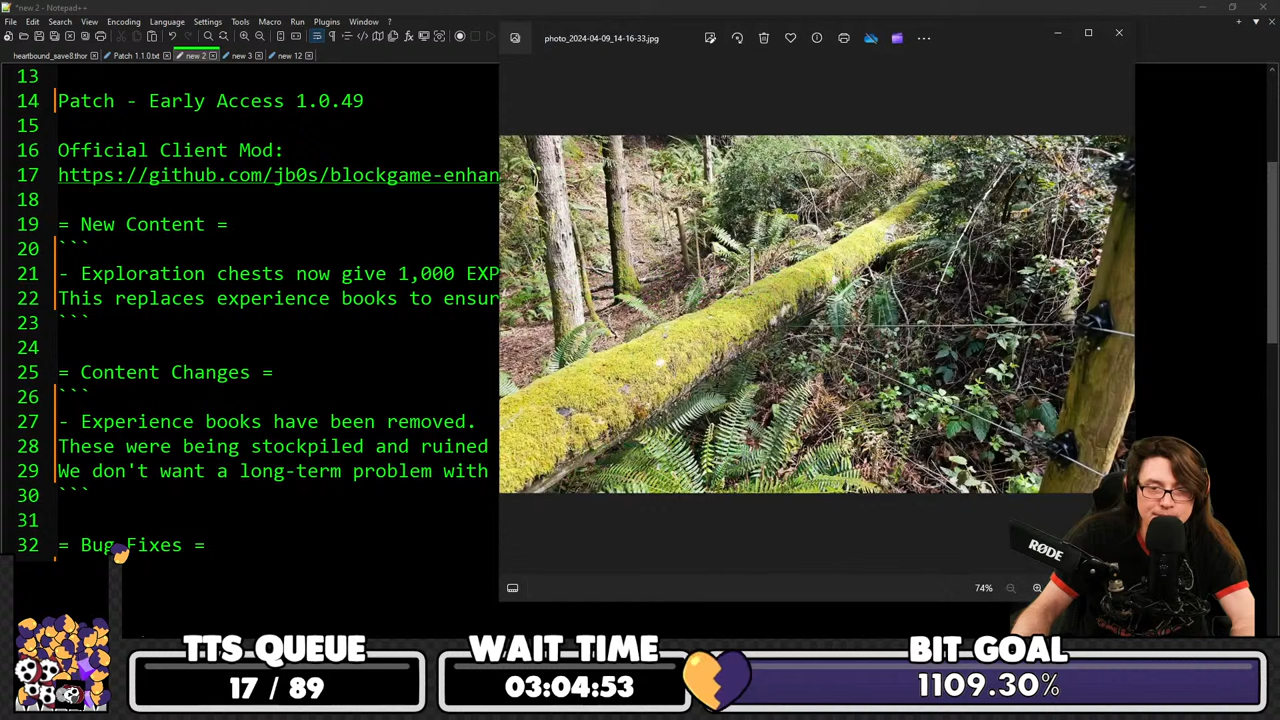 *new 2 - Notepad++
File Edit Search View Encoding Language Settings Tools Macro Run Plugins Window ?
heartbound_save8.thor Patch 1.1.0.txt new 2 new 3 new 12
photo_2024-04-09_14-16-33.jpg
13
14 Patch - Early Access 1.0.49
15
16 Official Client Mod:
17 https://github.com/jb0s/blockgame-enhan
18
19 = New Content =
20 ```
21 - Exploration chests now give 1,000 EXP
22 This replaces experience books to ensur
23 ```
24
25 = Content Changes =
26 ```
27 - Experience books have been removed.
28 These were being stockpiled and ruined
29 We don't want a long-term problem with
30 ```
31
32 = Bug Fixes =
74%
RØDE
TTS QUEUE
17 / 89
WAIT TIME
03:04:53
BIT GOAL
1109.30%